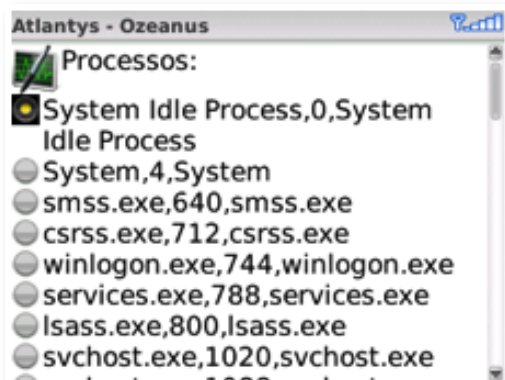 Atlantys - Ozeanus
Processos:
System Idle Process,0,System
Idle Process
System,4,System
smss.exe,640,smss.exe
csrss.exe,712,csrss.exe
winlogon.exe,744,winlogon.exe
services.exe,788,services.exe
lsass.exe,800,lsass.exe
svchost.exe,1020,svchost.exe